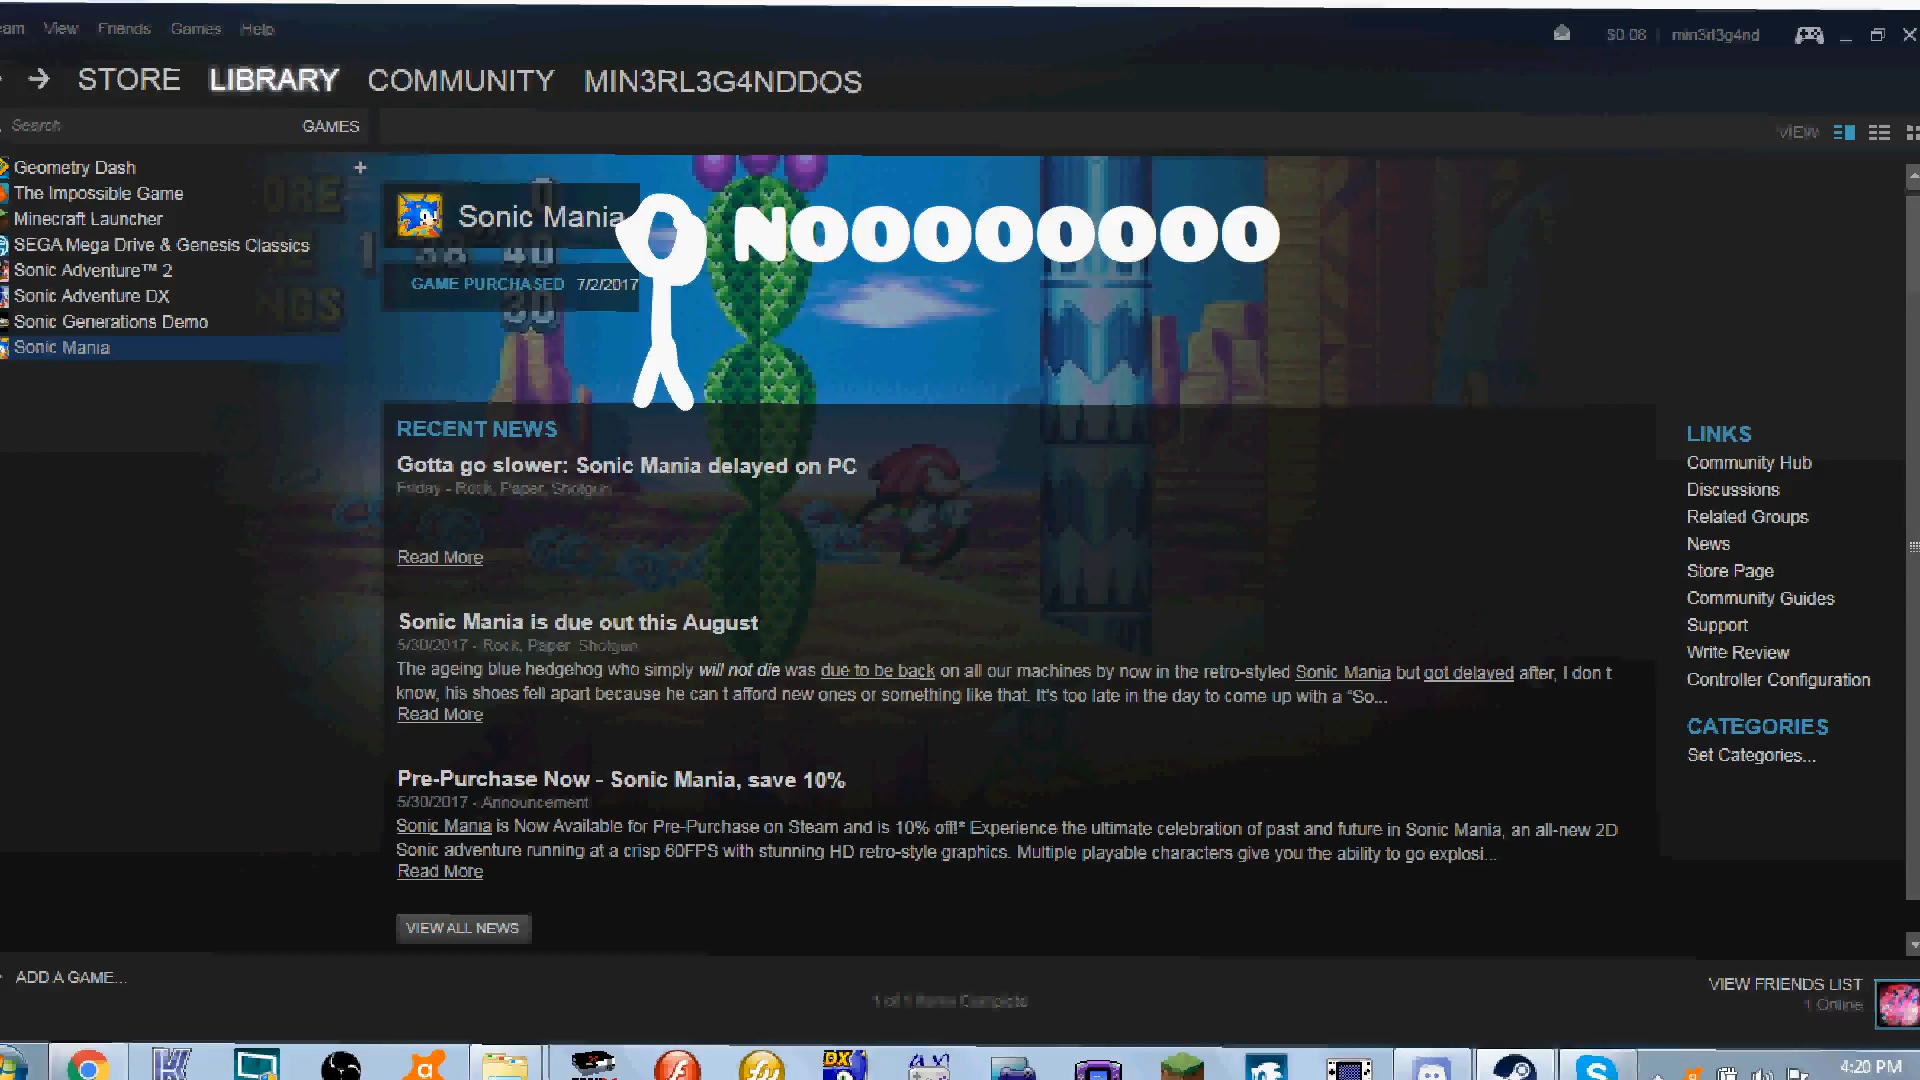 View Friends Games Help
$0.08 min3rl3g4nd
STORE LIBRARY COMMUNITY MIN3RL3G4NDDOS
Search GAMES
VIEW
Geometry Dash
The Impossible Game
Minecraft Launcher
SEGA Mega Drive & Genesis Classics
Sonic Adventure™ 2
Sonic Adventure DX
Sonic Generations Demo
Sonic Mania
Sonic Mania
NOOOOOOOO
GAME PURCHASED 7/2/2017
RECENT NEWS
Gotta go slower: Sonic Mania delayed on PC
Friday - Rock, Paper, Shotgun
Read More
Sonic Mania is due out this August
5/30/2017 - Rock, Paper, Shotgun
The ageing blue hedgehog who simply will not die was due to be back on all our machines by now in the retro-styled Sonic Mania but got delayed after, I don t
know, his shoes fell apart because he can t afford new ones or something like that. It's too late in the day to come up with a “So...
Read More
Pre-Purchase Now - Sonic Mania, save 10%
5/30/2017 - Announcement
Sonic Mania is Now Available for Pre-Purchase on Steam and is 10% off!* Experience the ultimate celebration of past and future in Sonic Mania, an all-new 2D
Sonic adventure running at a crisp 60FPS with stunning HD retro-style graphics. Multiple playable characters give you the ability to go explosi...
Read More
VIEW ALL NEWS
LINKS
Community Hub
Discussions
Related Groups
News
Store Page
Community Guides
Support
Write Review
Controller Configuration
CATEGORIES
Set Categories...
ADD A GAME...
1 of 1 Items Complete
VIEW FRIENDS LIST
1 Online
4:20 PM